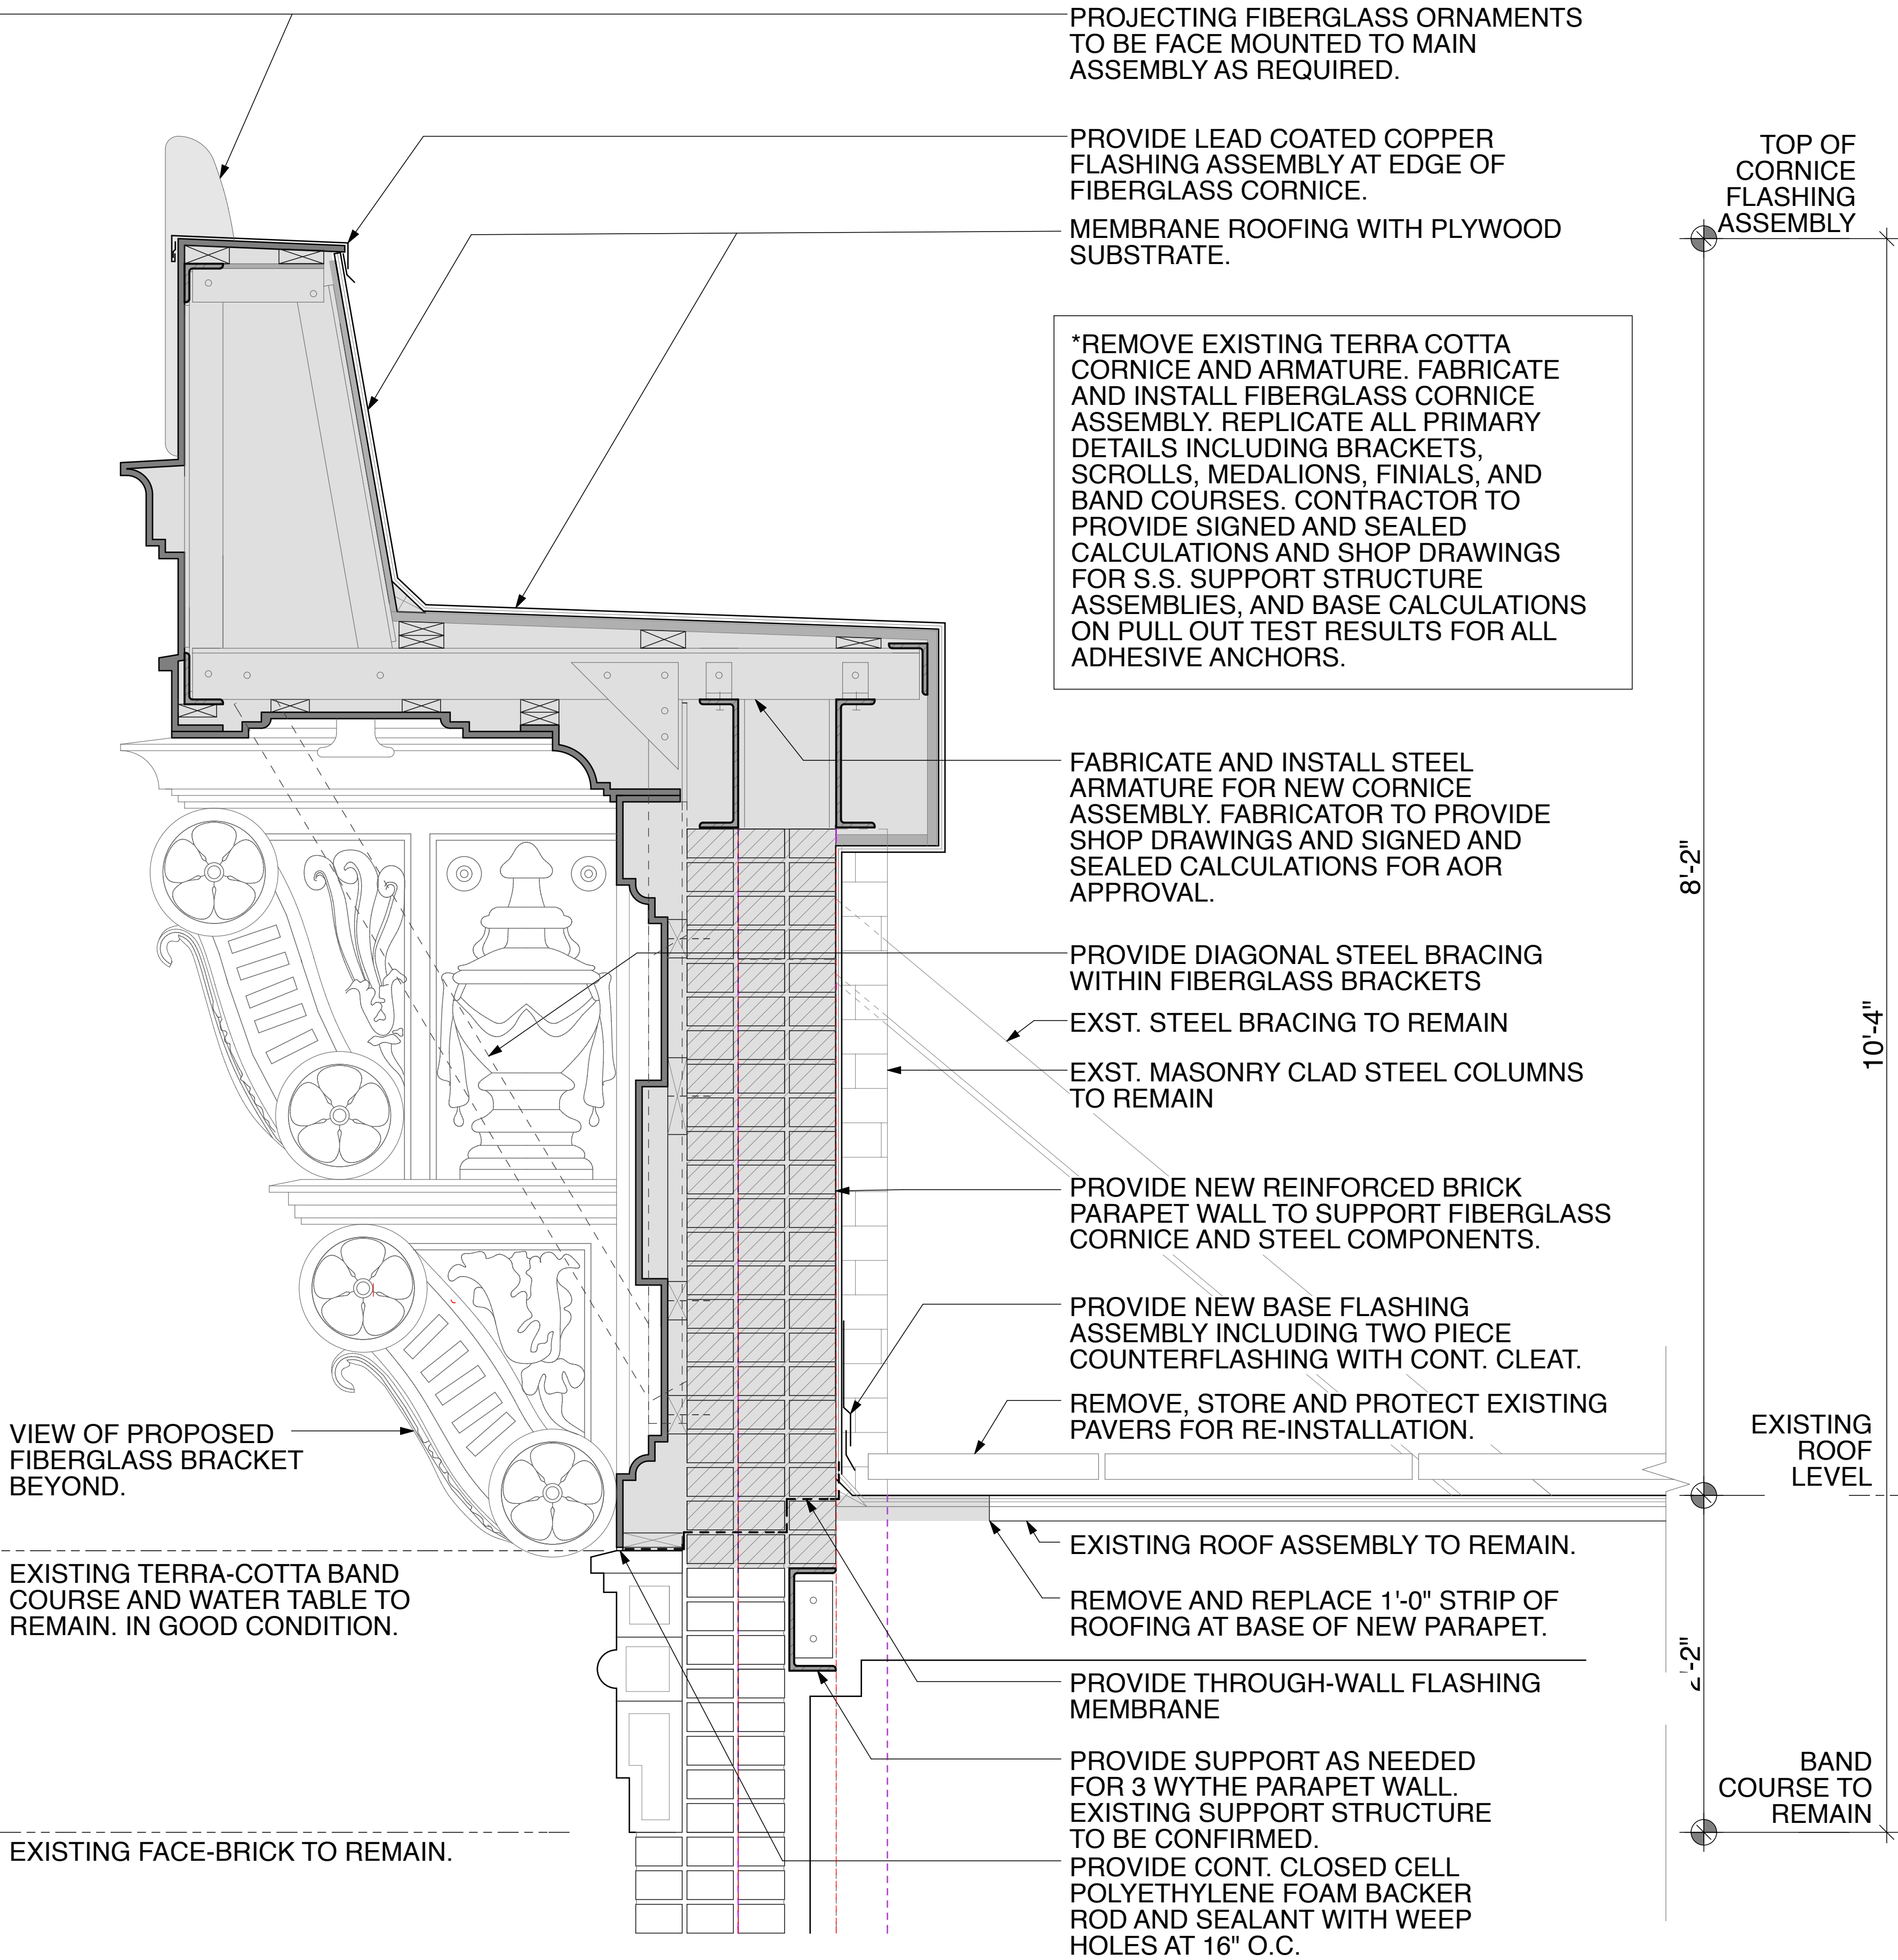 PROJECTING FIBERGLASS ORNAMENTS
TO BE FACE MOUNTED TO MAIN
ASSEMBLY AS REQUIRED.
PROVIDE LEAD COATED COPPER
FLASHING ASSEMBLY AT EDGE OF
FIBERGLASS CORNICE.
TOP OF
CORNICE
FLASHING
ASSEMBLY
MEMBRANE ROOFING WITH PLYWOOD
SUBSTRATE.
*REMOVE EXISTING TERRA COTTA
CORNICE AND ARMATURE. FABRICATE
AND INSTALL FIBERGLASS CORNICE
ASSEMBLY. REPLICATE ALL PRIMARY
DETAILS INCLUDING BRACKETS,
SCROLLS, MEDALIONS, FINIALS, AND
BAND COURSES. CONTRACTOR TO
PROVIDE SIGNED AND SEALED
CALCULATIONS AND SHOP DRAWINGS
FOR S.S. SUPPORT STRUCTURE
ASSEMBLIES, AND BASE CALCULATIONS
ON PULL OUT TEST RESULTS FOR ALL
ADHESIVE ANCHORS.
FABRICATE AND INSTALL STEEL
ARMATURE FOR NEW CORNICE
ASSEMBLY. FABRICATOR TO PROVIDE
SHOP DRAWINGS AND SIGNED AND
SEALED CALCULATIONS FOR AOR
APPROVAL.
8'-2"
PROVIDE DIAGONAL STEEL BRACING
WITHIN FIBERGLASS BRACKETS
EXST. STEEL BRACING TO REMAIN
10'-4"
EXST. MASONRY CLAD STEEL COLUMNS
TO REMAIN
PROVIDE NEW REINFORCED BRICK
PARAPET WALL TO SUPPORT FIBERGLASS
CORNICE AND STEEL COMPONENTS.
PROVIDE NEW BASE FLASHING
ASSEMBLY INCLUDING TWO PIECE
COUNTERFLASHING WITH CONT. CLEAT.
REMOVE, STORE AND PROTECT EXISTING
PAVERS FOR RE-INSTALLATION.
EXISTING
ROOF
LEVEL
VIEW OF PROPOSED
FIBERGLASS BRACKET
BEYOND.
EXISTING ROOF ASSEMBLY TO REMAIN.
EXISTING TERRA-COTTA BAND
COURSE AND WATER TABLE TO
REMAIN. IN GOOD CONDITION.
REMOVE AND REPLACE 1'-0" STRIP OF
ROOFING AT BASE OF NEW PARAPET.
2'-2"
PROVIDE THROUGH-WALL FLASHING
MEMBRANE
PROVIDE SUPPORT AS NEEDED
FOR 3 WYTHE PARAPET WALL.
EXISTING SUPPORT STRUCTURE
TO BE CONFIRMED.
BAND
COURSE TO
REMAIN
EXISTING FACE-BRICK TO REMAIN.
PROVIDE CONT. CLOSED CELL
POLYETHYLENE FOAM BACKER
ROD AND SEALANT WITH WEEP
HOLES AT 16" O.C.